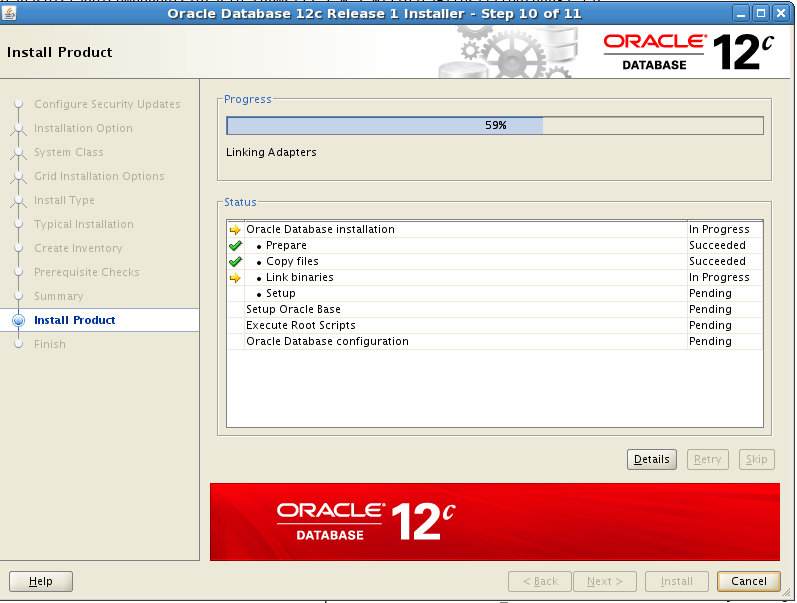 Oracle Database 12c Release 1 Installer - Step 10 of 11
Install Product
ORACLE
DATABASE
12c
Configure Security Updates
Installation Option
System Class
Grid Installation Options
Install Type
Typical Installation
Create Inventory
Prerequisite Checks
Summary
Install Product
Finish
Progress
59%
Linking Adapters
Status
Oracle Database installation In Progress
• Prepare Succeeded
• Copy files Succeeded
• Link binaries In Progress
• Setup Pending
Setup Oracle Base Pending
Execute Root Scripts Pending
Oracle Database configuration Pending
Details Retry Skip
ORACLE
DATABASE
12c
Help < Back Next > Install Cancel